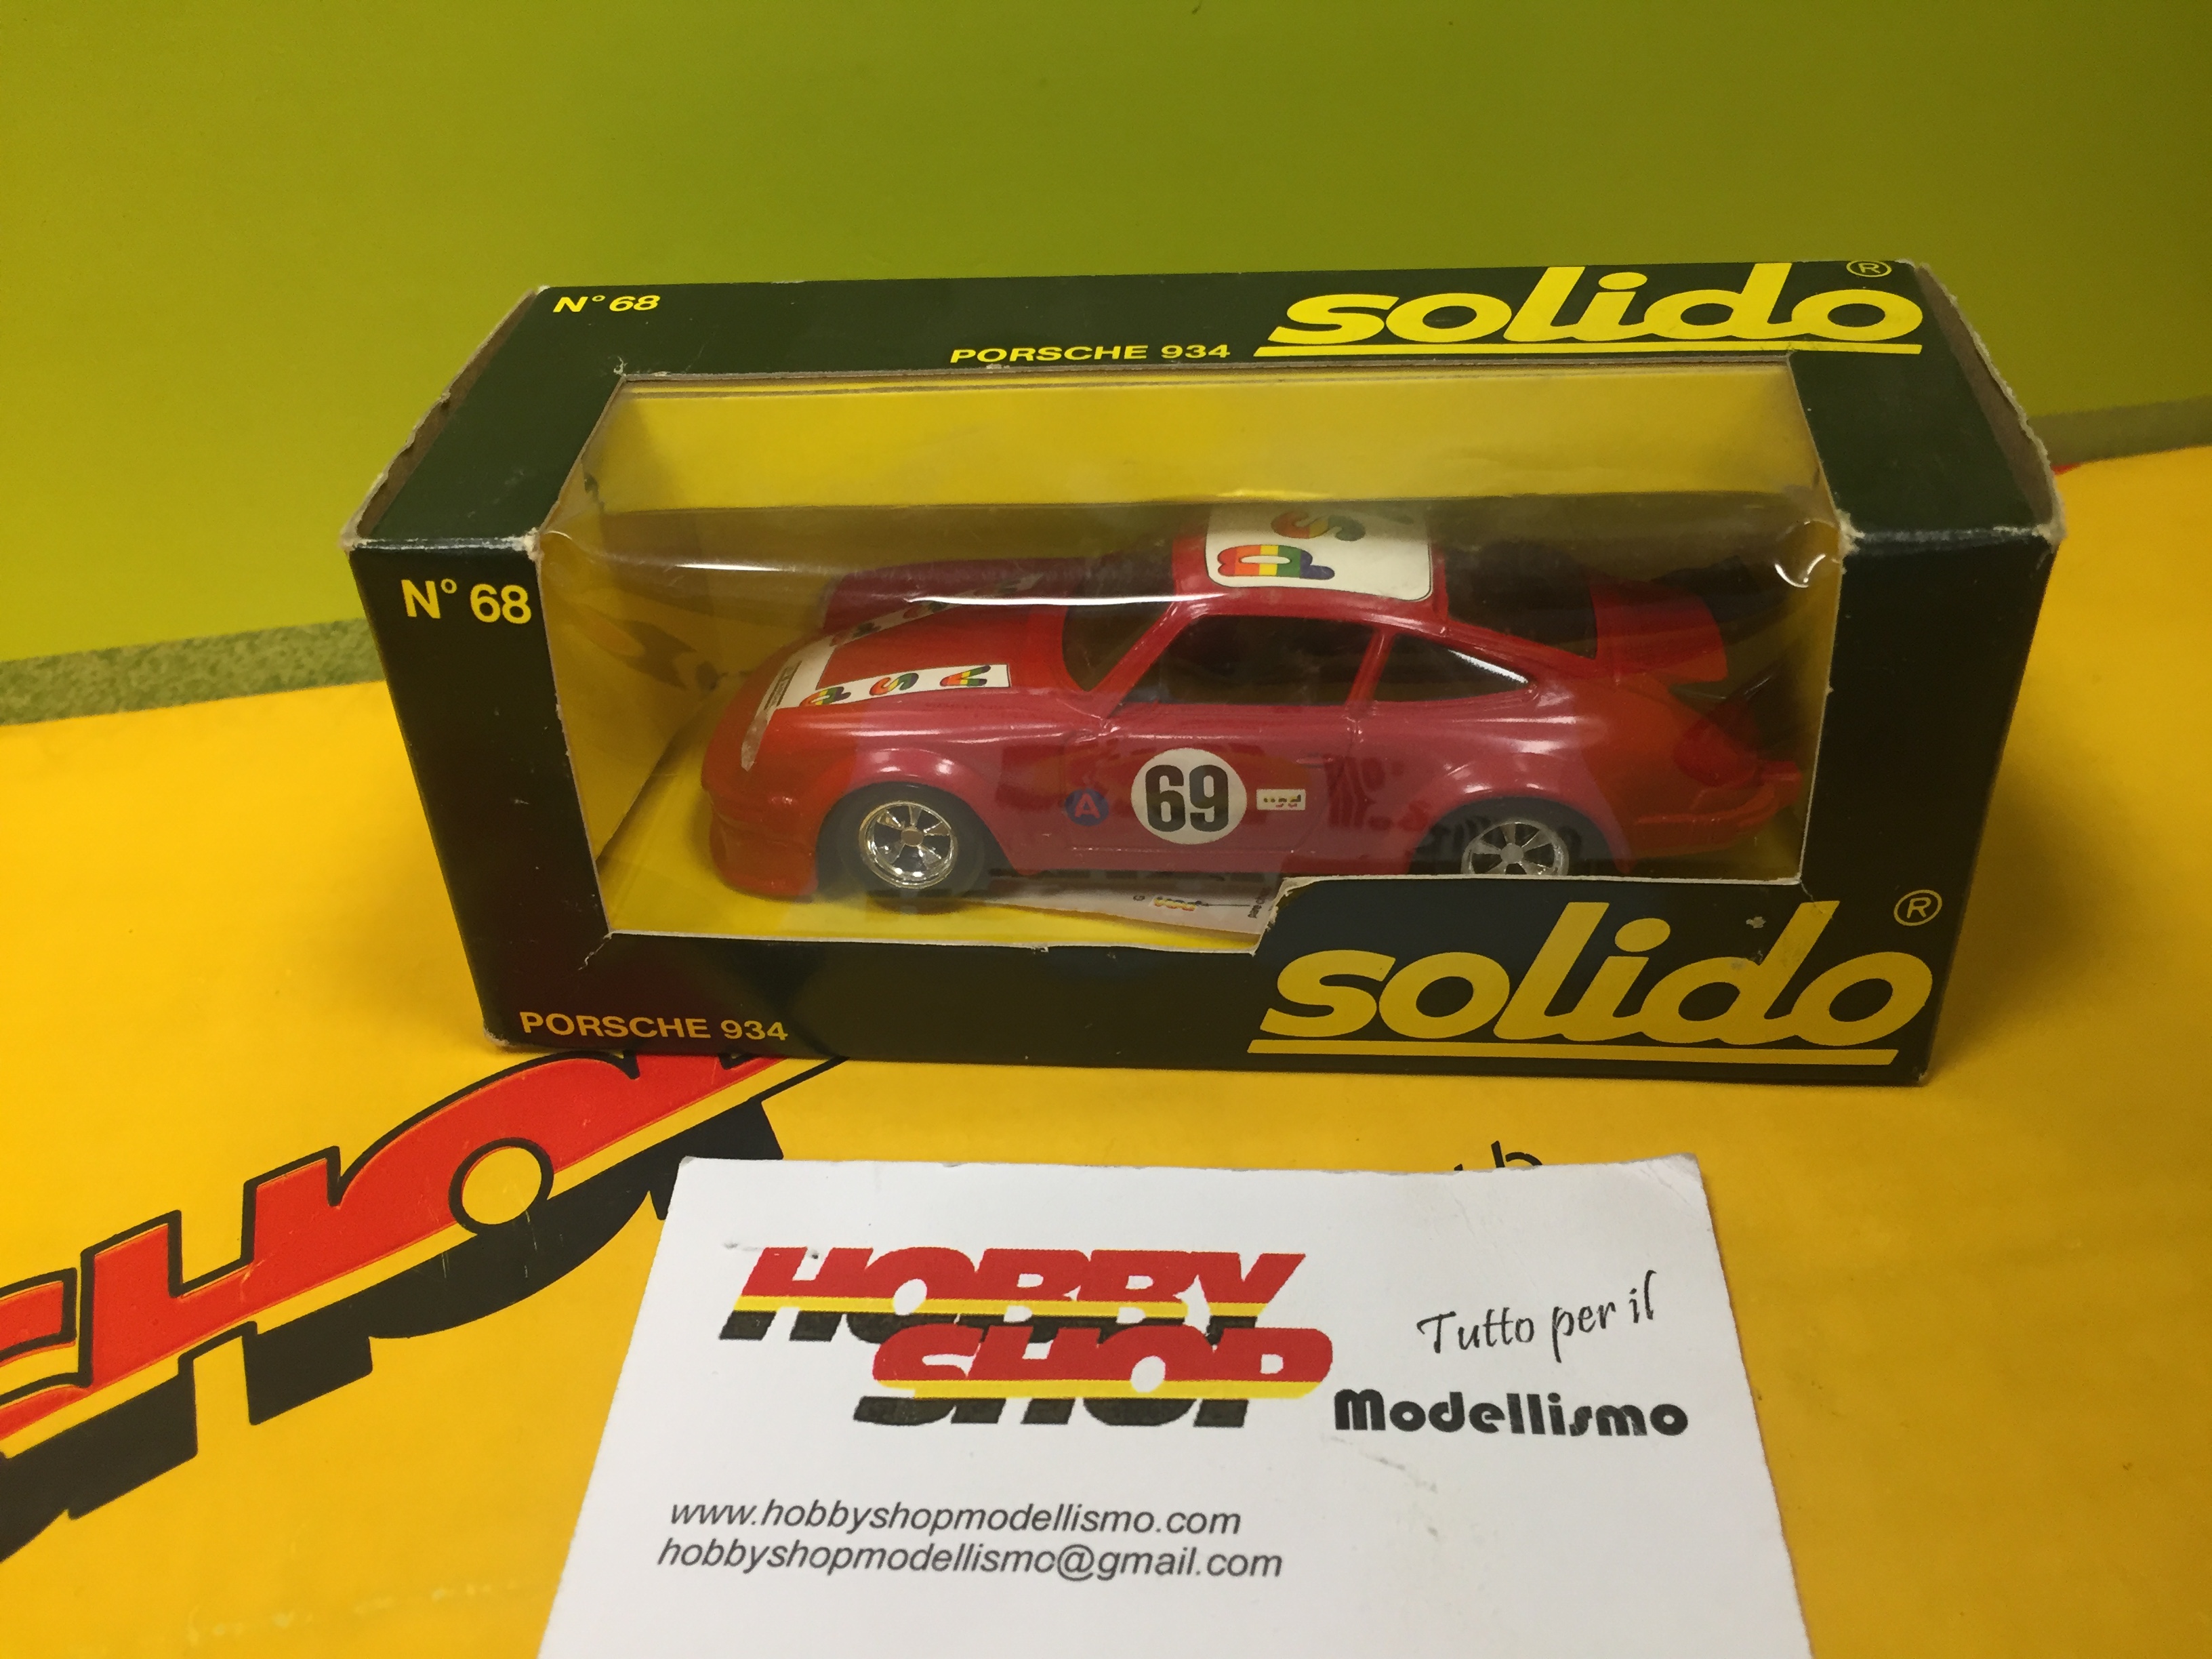 N° 68
solido ®
PORSCHE 934
N° 68
VSD
A
69
PORSCHE 934
solido ®
HOBBY
SHOP
Tutto per il
Modellismo
www.hobbyshopmodellismo.com
hobbyshopmodellismo@gmail.com